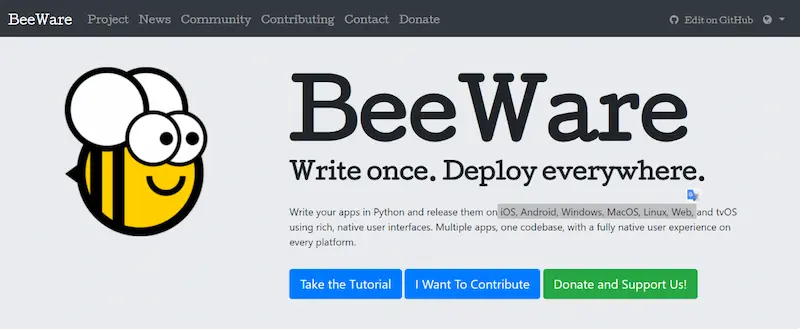 BeeWare Project News Community Contributing Contact Donate Edit on GitHub
BeeWare
Write once. Deploy everywhere.
Write your apps in Python and release them on iOS, Android, Windows, MacOS, Linux, Web, and tvOS
using rich, native user interfaces. Multiple apps, one codebase, with a fully native user experience on
every platform.
Take the Tutorial I Want To Contribute Donate and Support Us!